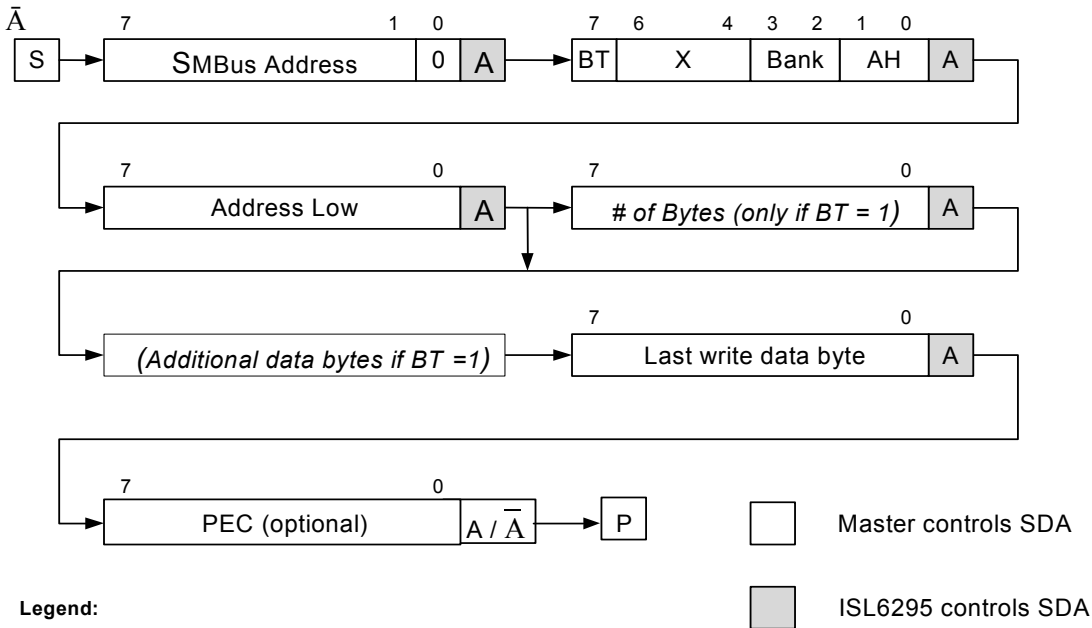 Ā
7 1 0 7 6 4 3 2 1 0
S SMBus Address 0 A BT X Bank AH A
7 0 7 0
Address Low A # of Bytes (only if BT = 1) A
7 0
(Additional data bytes if BT =1) Last write data byte A
7 0
PEC (optional) A / Ā P Master controls SDA
Legend: ISL6295 controls SDA